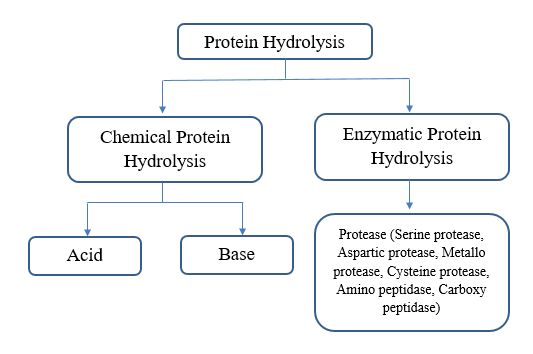 Protein Hydrolysis
Chemical Protein
Hydrolysis
Enzymatic Protein
Hydrolysis
Acid
Base
Protease (Serine protease,
Aspartic protease, Metallo
protease, Cysteine protease,
Amino peptidase, Carboxy
peptidase)